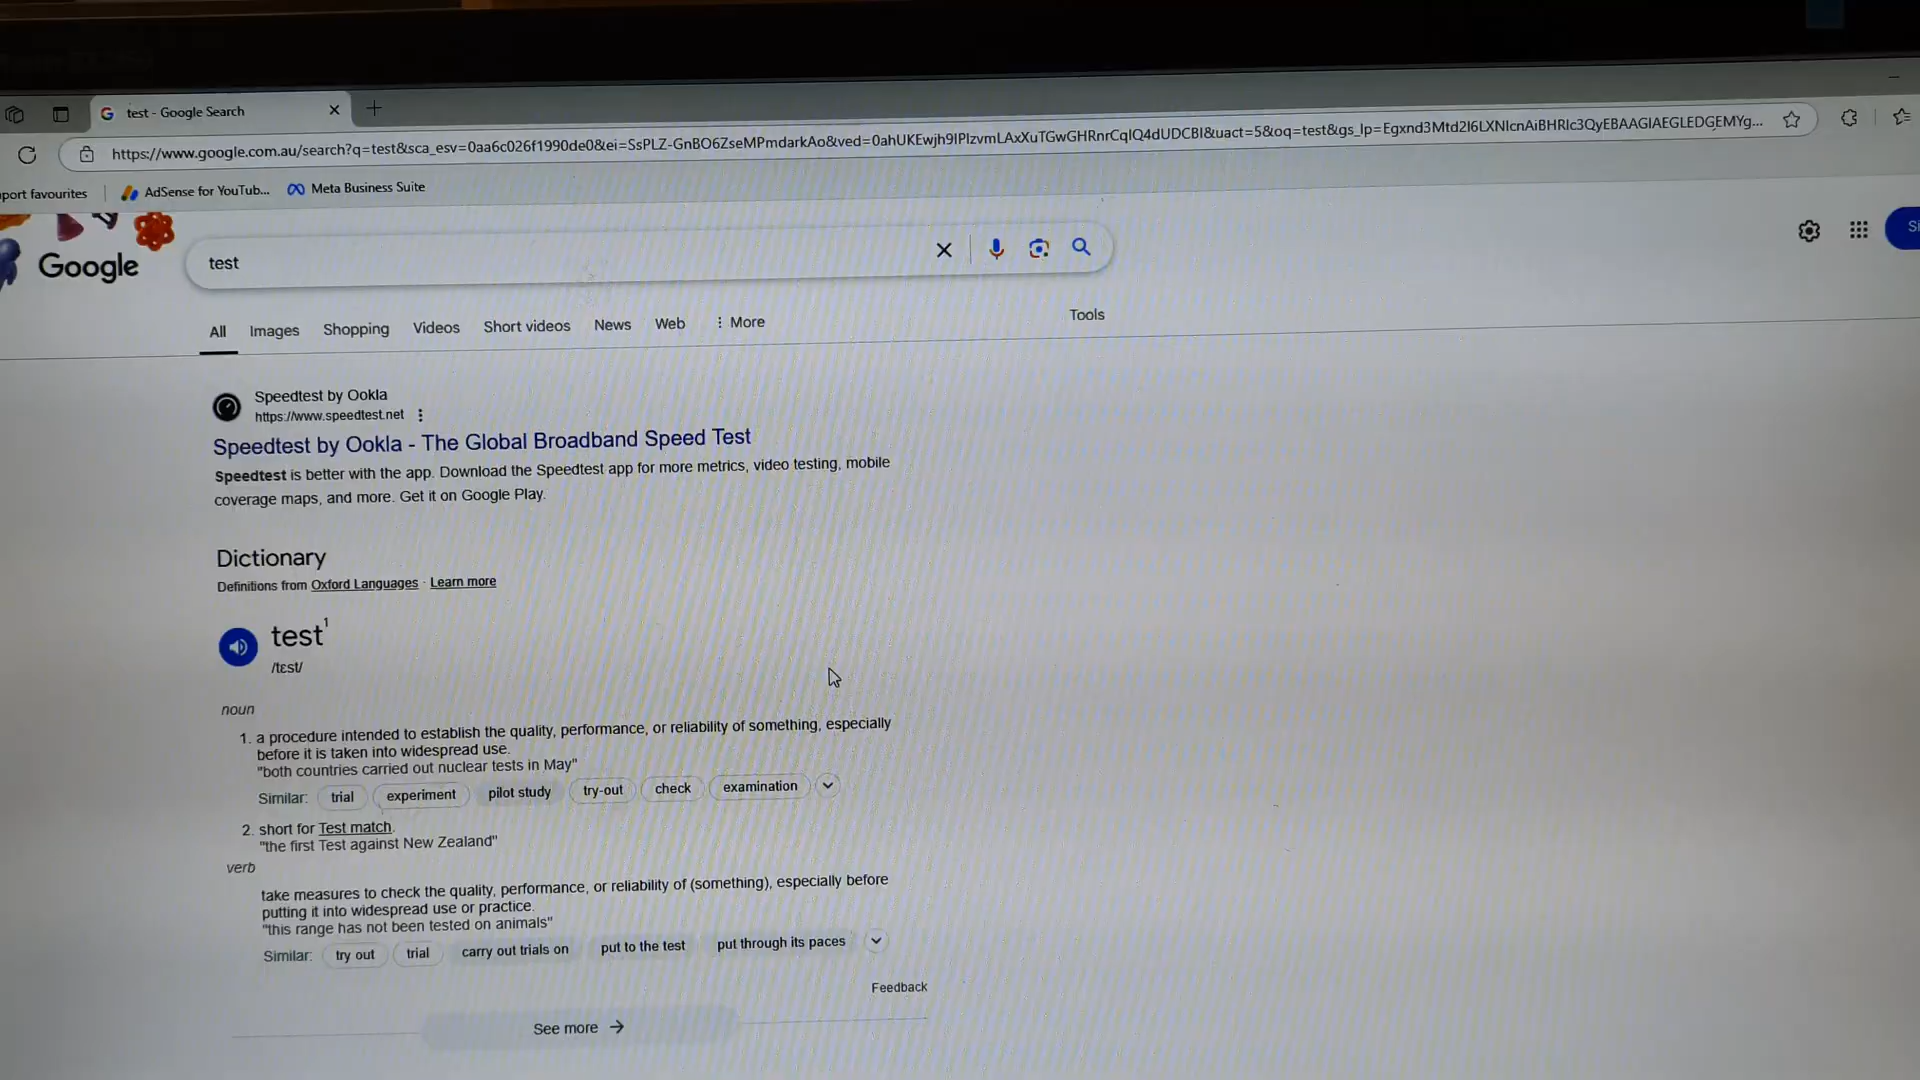 test - Google Search
https://www.google.com.au/search?q=test&sca_esv=0aa6c026f1990de0&ei=SsPLZ-GnBO6ZseMPmdarkAo&ved=0ahUKEwjh9IPlzvmLAxXuTGwGHRnrCqIQ4dUDCBI&uact=5&oq=test&gs_lp=Egxnd3Mtd2l6LXNlcnAiBHRlc3QyEBAAGIAEGLEDGEMYg...
port favourites
AdSense for YouTub...
Meta Business Suite
Google
test
All Images Shopping Videos Short videos News Web More Tools
Speedtest by Ookla
https://www.speedtest.net
Speedtest by Ookla - The Global Broadband Speed Test
Speedtest is better with the app. Download the Speedtest app for more metrics, video testing, mobile
coverage maps, and more. Get it on Google Play.
Dictionary
Definitions from Oxford Languages · Learn more
test¹
/tɛst/
noun
1. a procedure intended to establish the quality, performance, or reliability of something, especially
before it is taken into widespread use.
"both countries carried out nuclear tests in May"
Similar: trial experiment pilot study try-out check examination
2. short for Test match.
"the first Test against New Zealand"
verb
take measures to check the quality, performance, or reliability of (something), especially before
putting it into widespread use or practice.
"this range has not been tested on animals"
Similar: try out trial carry out trials on put to the test put through its paces
Feedback
See more